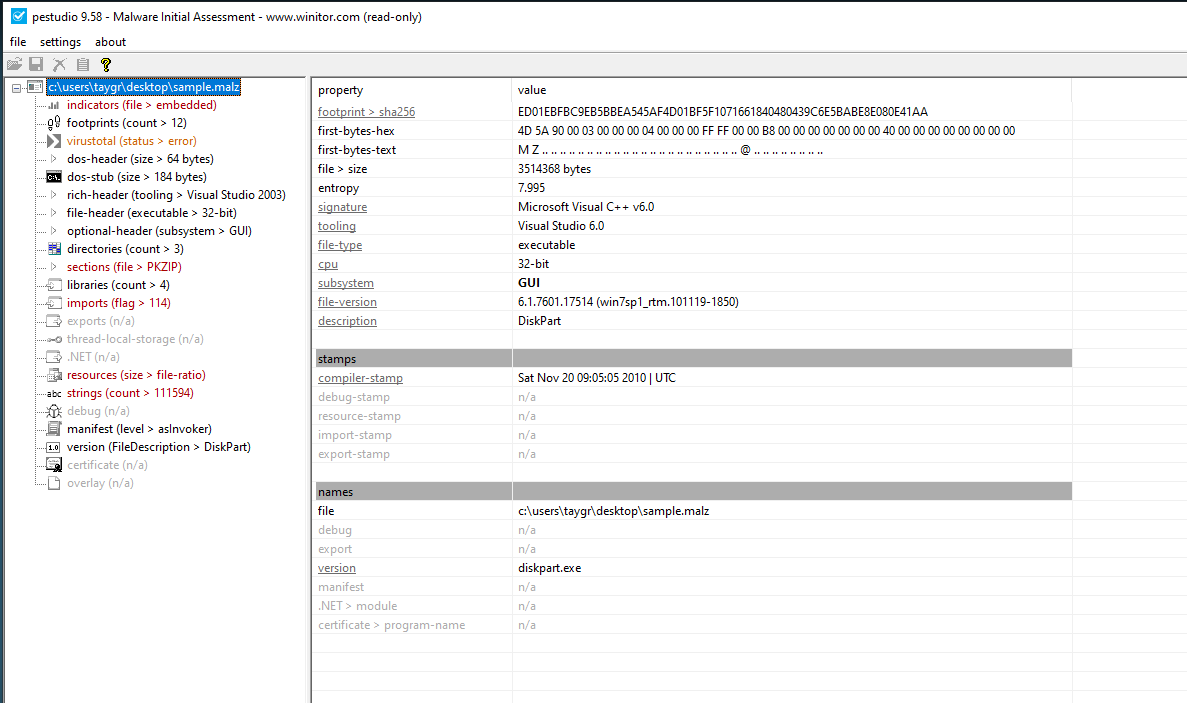 pestudio 9.58 - Malware Initial Assessment - www.winitor.com (read-only)
file settings about
c:\users\taygr\desktop\sample.malz
indicators (file > embedded)
footprints (count > 12)
virustotal (status > error)
dos-header (size > 64 bytes)
dos-stub (size > 184 bytes)
rich-header (tooling > Visual Studio 2003)
file-header (executable > 32-bit)
optional-header (subsystem > GUI)
directories (count > 3)
sections (file > PKZIP)
libraries (count > 4)
imports (flag > 114)
exports (n/a)
thread-local-storage (n/a)
.NET (n/a)
resources (size > file-ratio)
abc strings (count > 111594)
debug (n/a)
manifest (level > asInvoker)
1.0 version (FileDescription > DiskPart)
certificate (n/a)
overlay (n/a)
property value
footprint > sha256 ED01EBFBC9EB5BBEA545AF4D01BF5F1071661840480439C6E5BABE8E080E41AA
first-bytes-hex 4D 5A 90 00 03 00 00 00 04 00 00 00 FF FF 00 00 B8 00 00 00 00 00 00 00 40 00 00 00 00 00 00 00
first-bytes-text M Z .. .. .. .. .. .. .. .. .. .. .. .. .. .. .. .. .. .. .. .. .. .. @ .. .. .. .. .. .. ..
file > size 3514368 bytes
entropy 7.995
signature Microsoft Visual C++ v6.0
tooling Visual Studio 6.0
file-type executable
cpu 32-bit
subsystem GUI
file-version 6.1.7601.17514 (win7sp1_rtm.101119-1850)
description DiskPart
stamps
compiler-stamp Sat Nov 20 09:05:05 2010 | UTC
debug-stamp n/a
resource-stamp n/a
import-stamp n/a
export-stamp n/a
names
file c:\users\taygr\desktop\sample.malz
debug n/a
export n/a
version diskpart.exe
manifest n/a
.NET > module n/a
certificate > program-name n/a